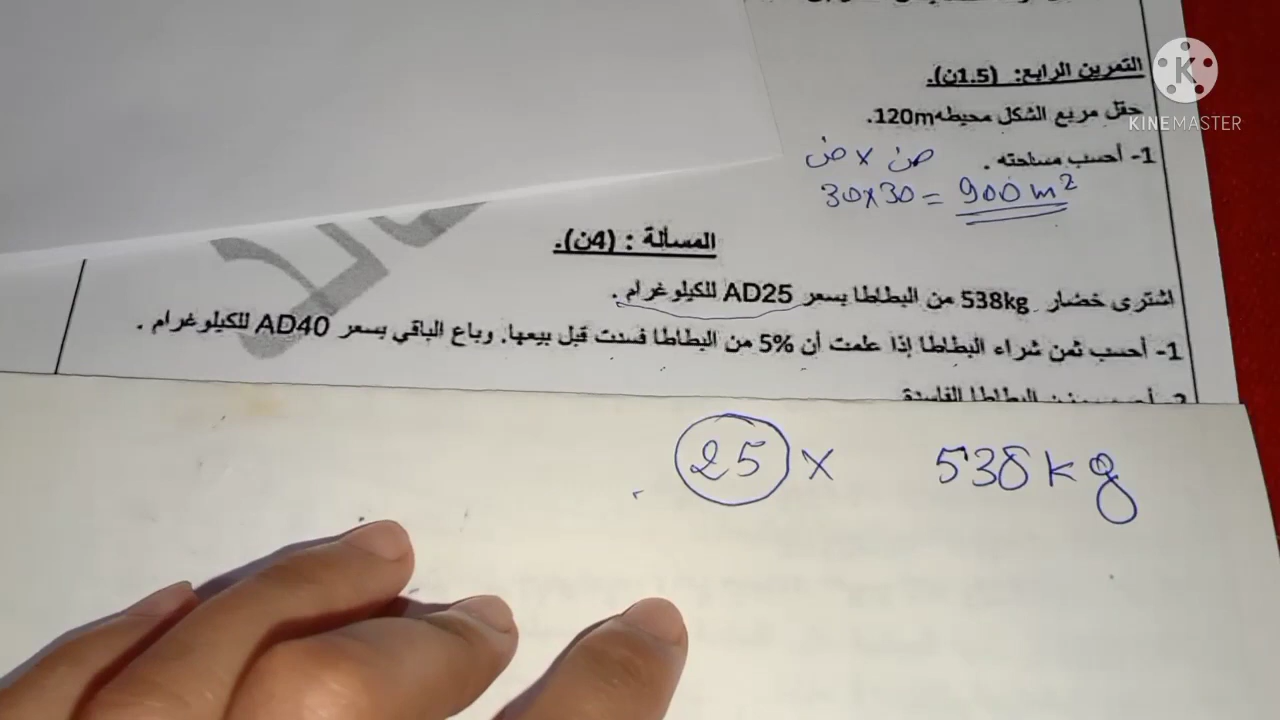 التمرين الرابع: (1.5ن).
حقل مربع الشكل محيطه120m.
1- أحسب مساحته .
ض × ض
30×30 = 900 m²
المسألة : (4ن).
اشترى خضار 538kg من البطاطا بسعر AD25 للكيلوغرام .
1- أحسب ثمن شراء البطاطا إذا علمت أن 5% من البطاطا فسدت قبل بيعها. وباع الباقي بسعر AD40 للكيلوغرام .
البطاطا الفاسدة
25 × 538 kg
K
KINEMASTER